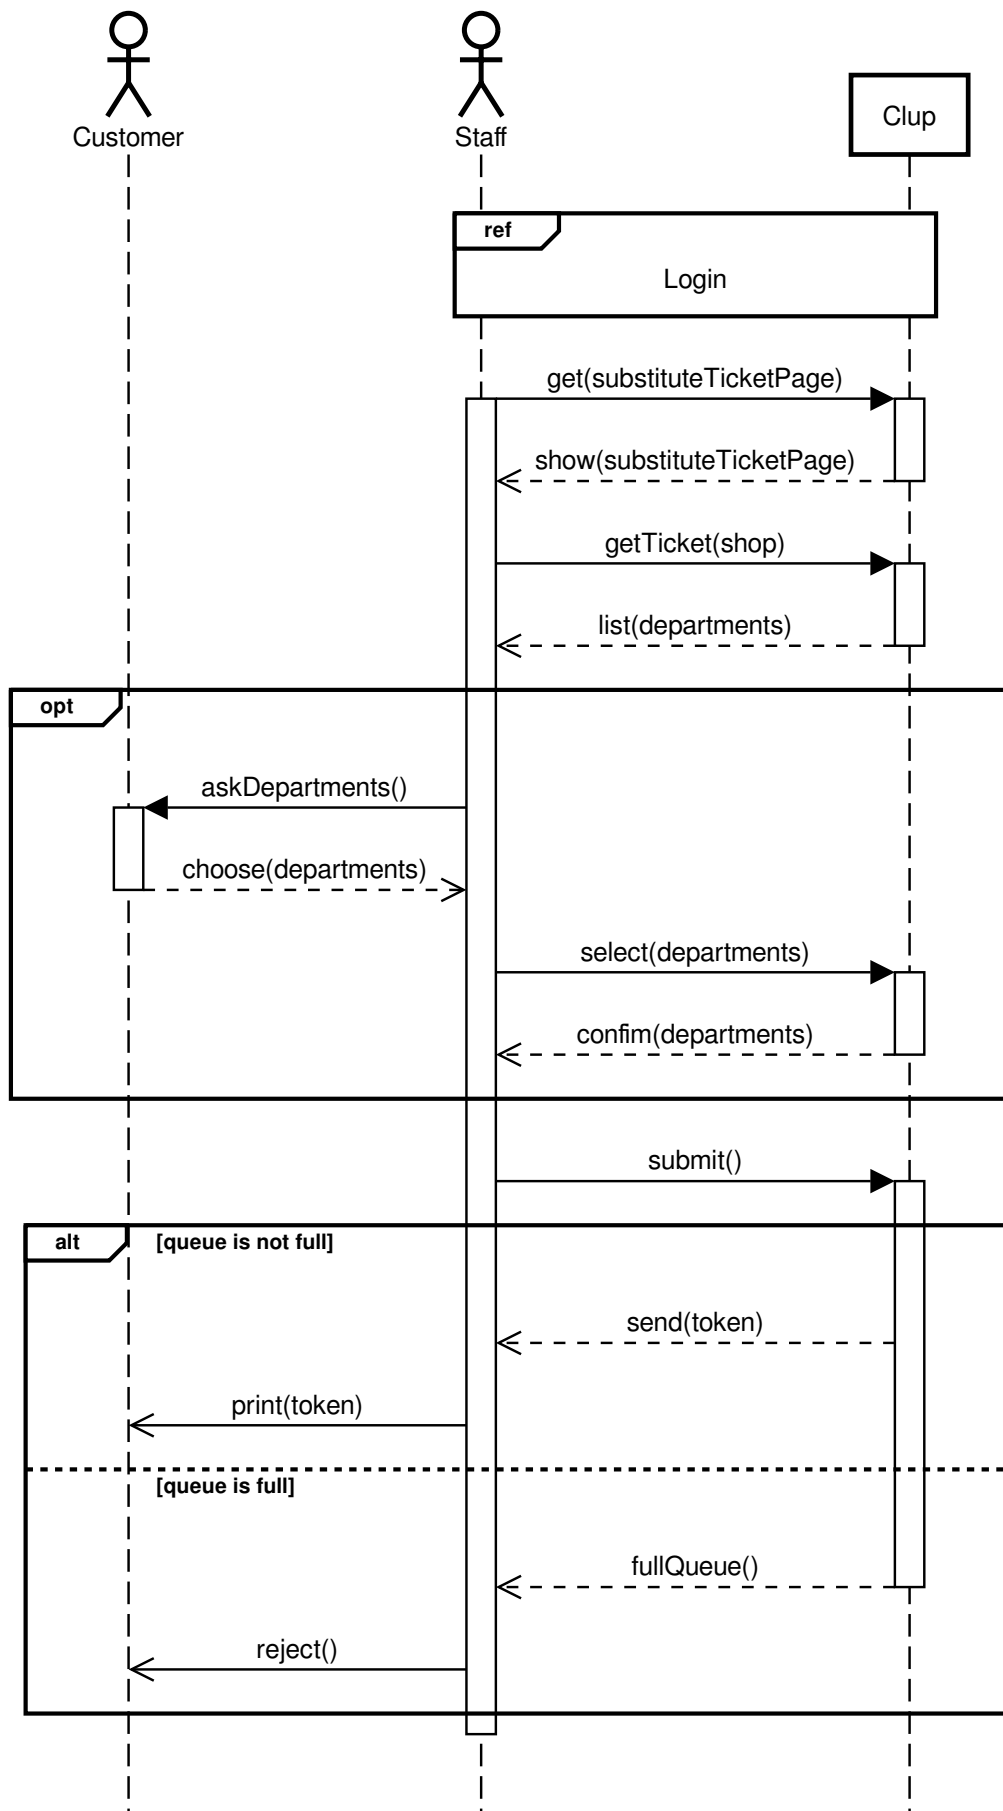 Customer
Staff
Clup
ref
Login
get(substituteTicketPage)
show(substituteTicketPage)
getTicket(shop)
list(departments)
opt
askDepartments()
choose(departments)
select(departments)
confim(departments)
submit()
alt
[queue is not full]
send(token)
print(token)
[queue is full]
fullQueue()
reject()